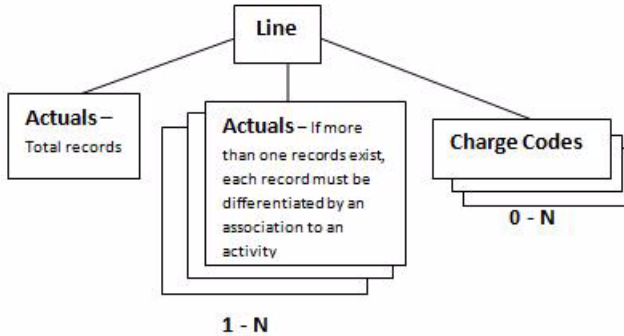 Line
Actuals –
Total records
Actuals – If more
than one records exist,
each record must be
differentiated by an
association to an
activity
Charge Codes
0 - N
1 - N